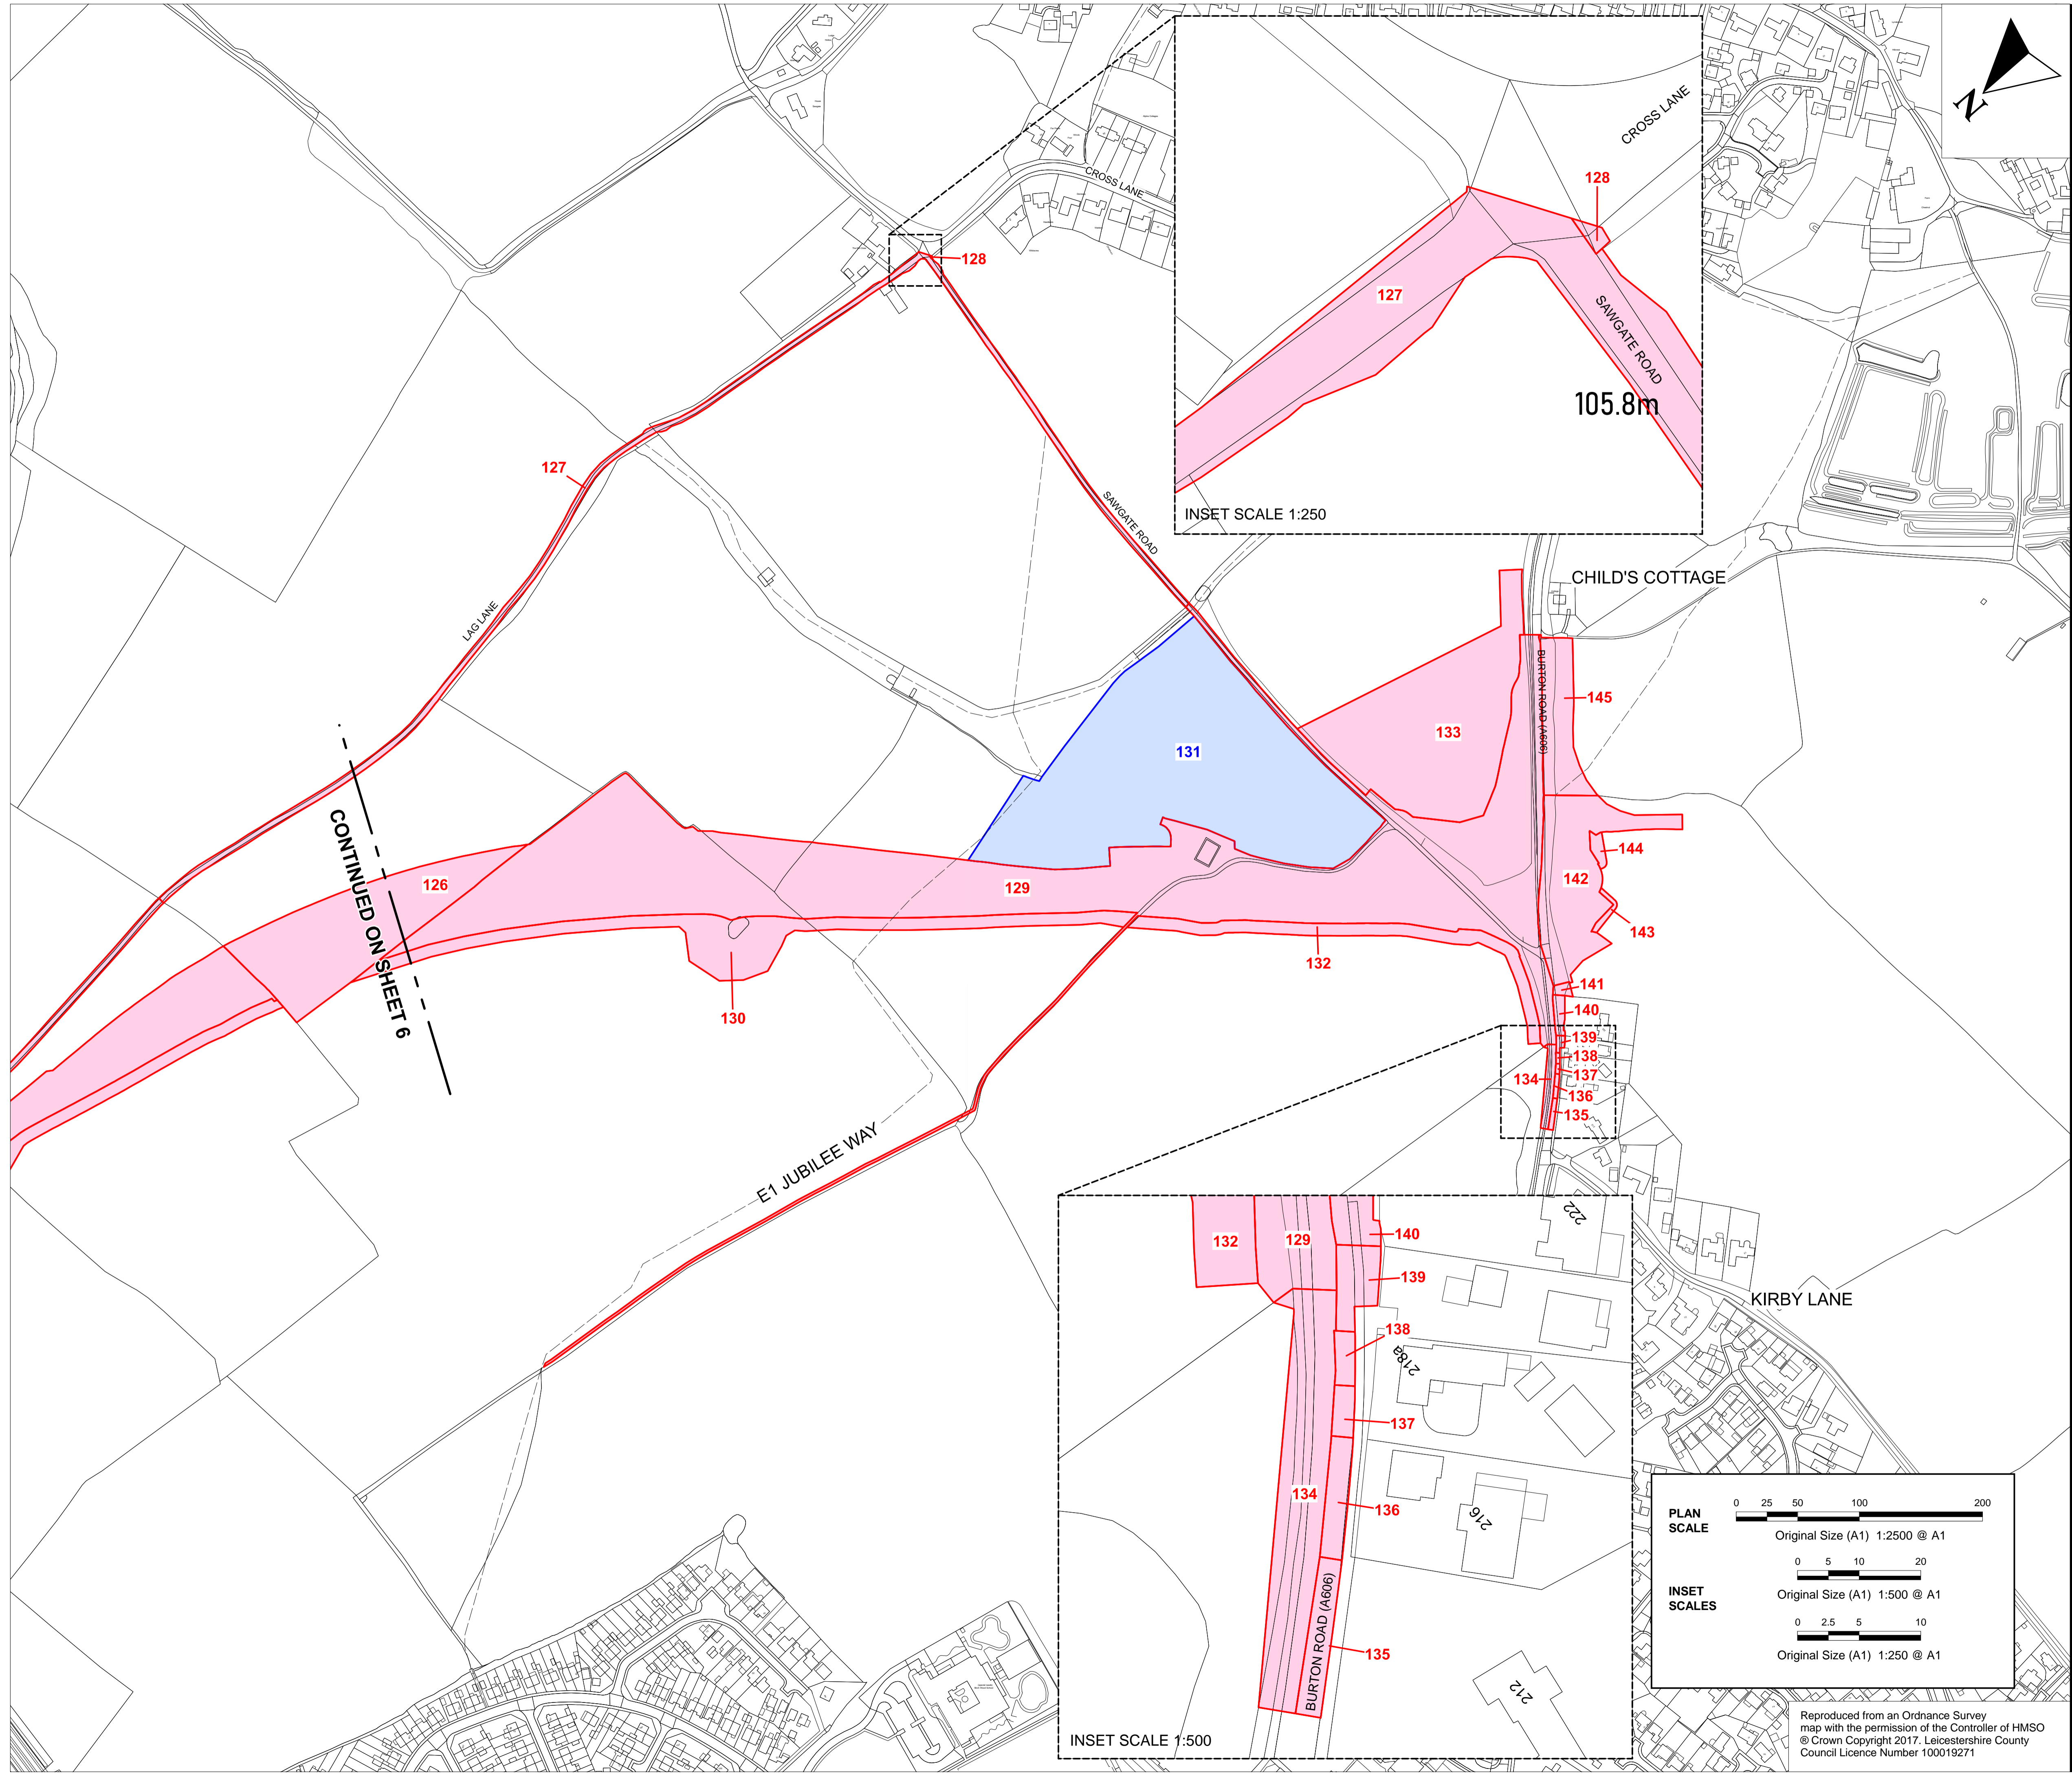 N
CROSS LANE
128
127
SAWGATE ROAD
105.8m
INSET SCALE 1:250
CROSS LANE
128
127
SAWGATE ROAD
LAG LANE
CHILD'S COTTAGE
BURTON ROAD (A606)
145
133
131
144
142
143
126
129
132
130
CONTINUED ON SHEET 6
141
140
139
138
137
136
135
134
E1 JUBILEE WAY
222
132
129
140
139
138
218a
137
134
136
216
BURTON ROAD (A606)
135
212
INSET SCALE 1:500
KIRBY LANE
PLAN
SCALE
0 25 50 100 200
Original Size (A1) 1:2500 @ A1
INSET
SCALES
0 5 10 20
Original Size (A1) 1:500 @ A1
0 2.5 5 10
Original Size (A1) 1:250 @ A1
Reproduced from an Ordnance Survey
map with the permission of the Controller of HMSO
® Crown Copyright 2017. Leicestershire County
Council Licence Number 100019271